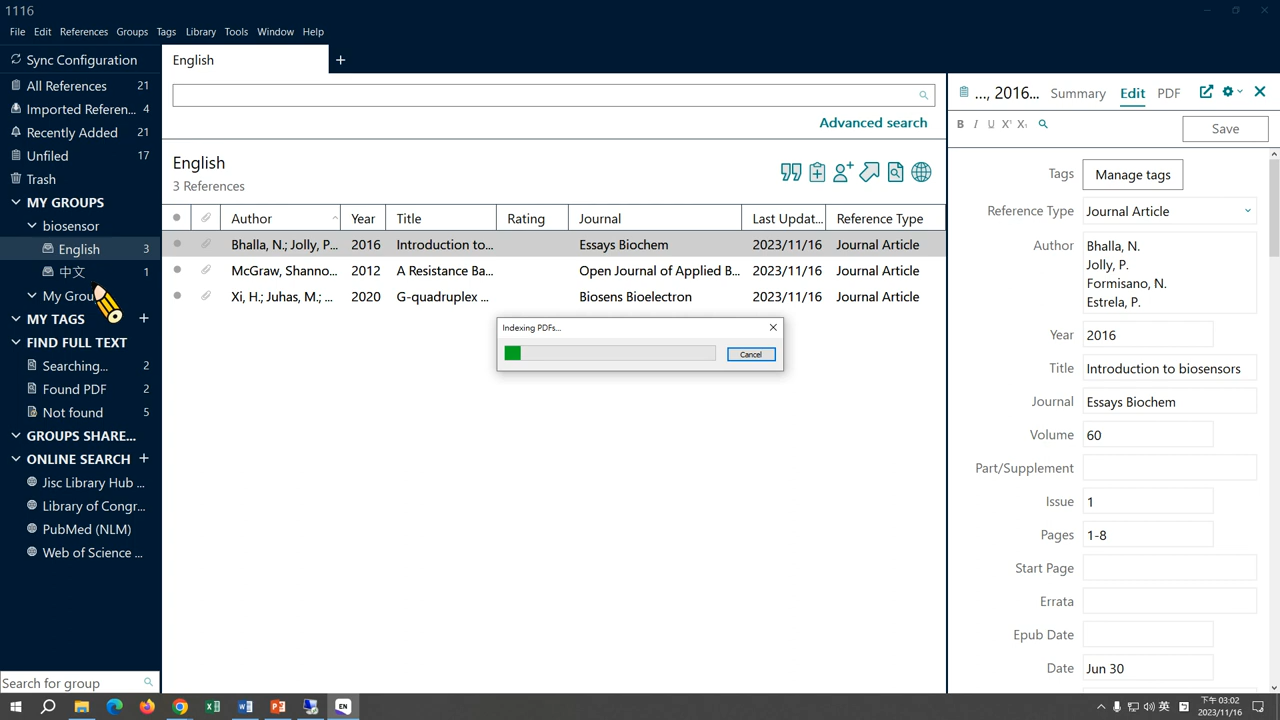 1116
File Edit References Groups Tags Library Tools Window Help
Sync Configuration
All References 21
Imported Referen... 4
Recently Added 21
Unfiled 17
Trash
MY GROUPS
biosensor
English 3
中文 1
My Grou
MY TAGS +
FIND FULL TEXT
Searching... 2
Found PDF 2
Not found 5
GROUPS SHARE...
ONLINE SEARCH +
Jisc Library Hub ...
Library of Congr...
PubMed (NLM)
Web of Science ...
Search for group
English +
Advanced search
English
3 References
Author Year Title Rating Journal Last Updat... Reference Type
Bhalla, N.; Jolly, P... 2016 Introduction to... Essays Biochem 2023/11/16 Journal Article
McGraw, Shanno... 2012 A Resistance Ba... Open Journal of Applied B... 2023/11/16 Journal Article
Xi, H.; Juhas, M.; ... 2020 G-quadruplex ... Biosens Bioelectron 2023/11/16 Journal Article
Indexing PDFs...
Cancel
..., 2016... Summary Edit PDF
B I U X¹ X₁
Save
Tags Manage tags
Reference Type Journal Article
Author Bhalla, N.
Jolly, P.
Formisano, N.
Estrela, P.
Year 2016
Title Introduction to biosensors
Journal Essays Biochem
Volume 60
Part/Supplement
Issue 1
Pages 1-8
Start Page
Errata
Epub Date
Date Jun 30
EN
英
下午 03:02
2023/11/16